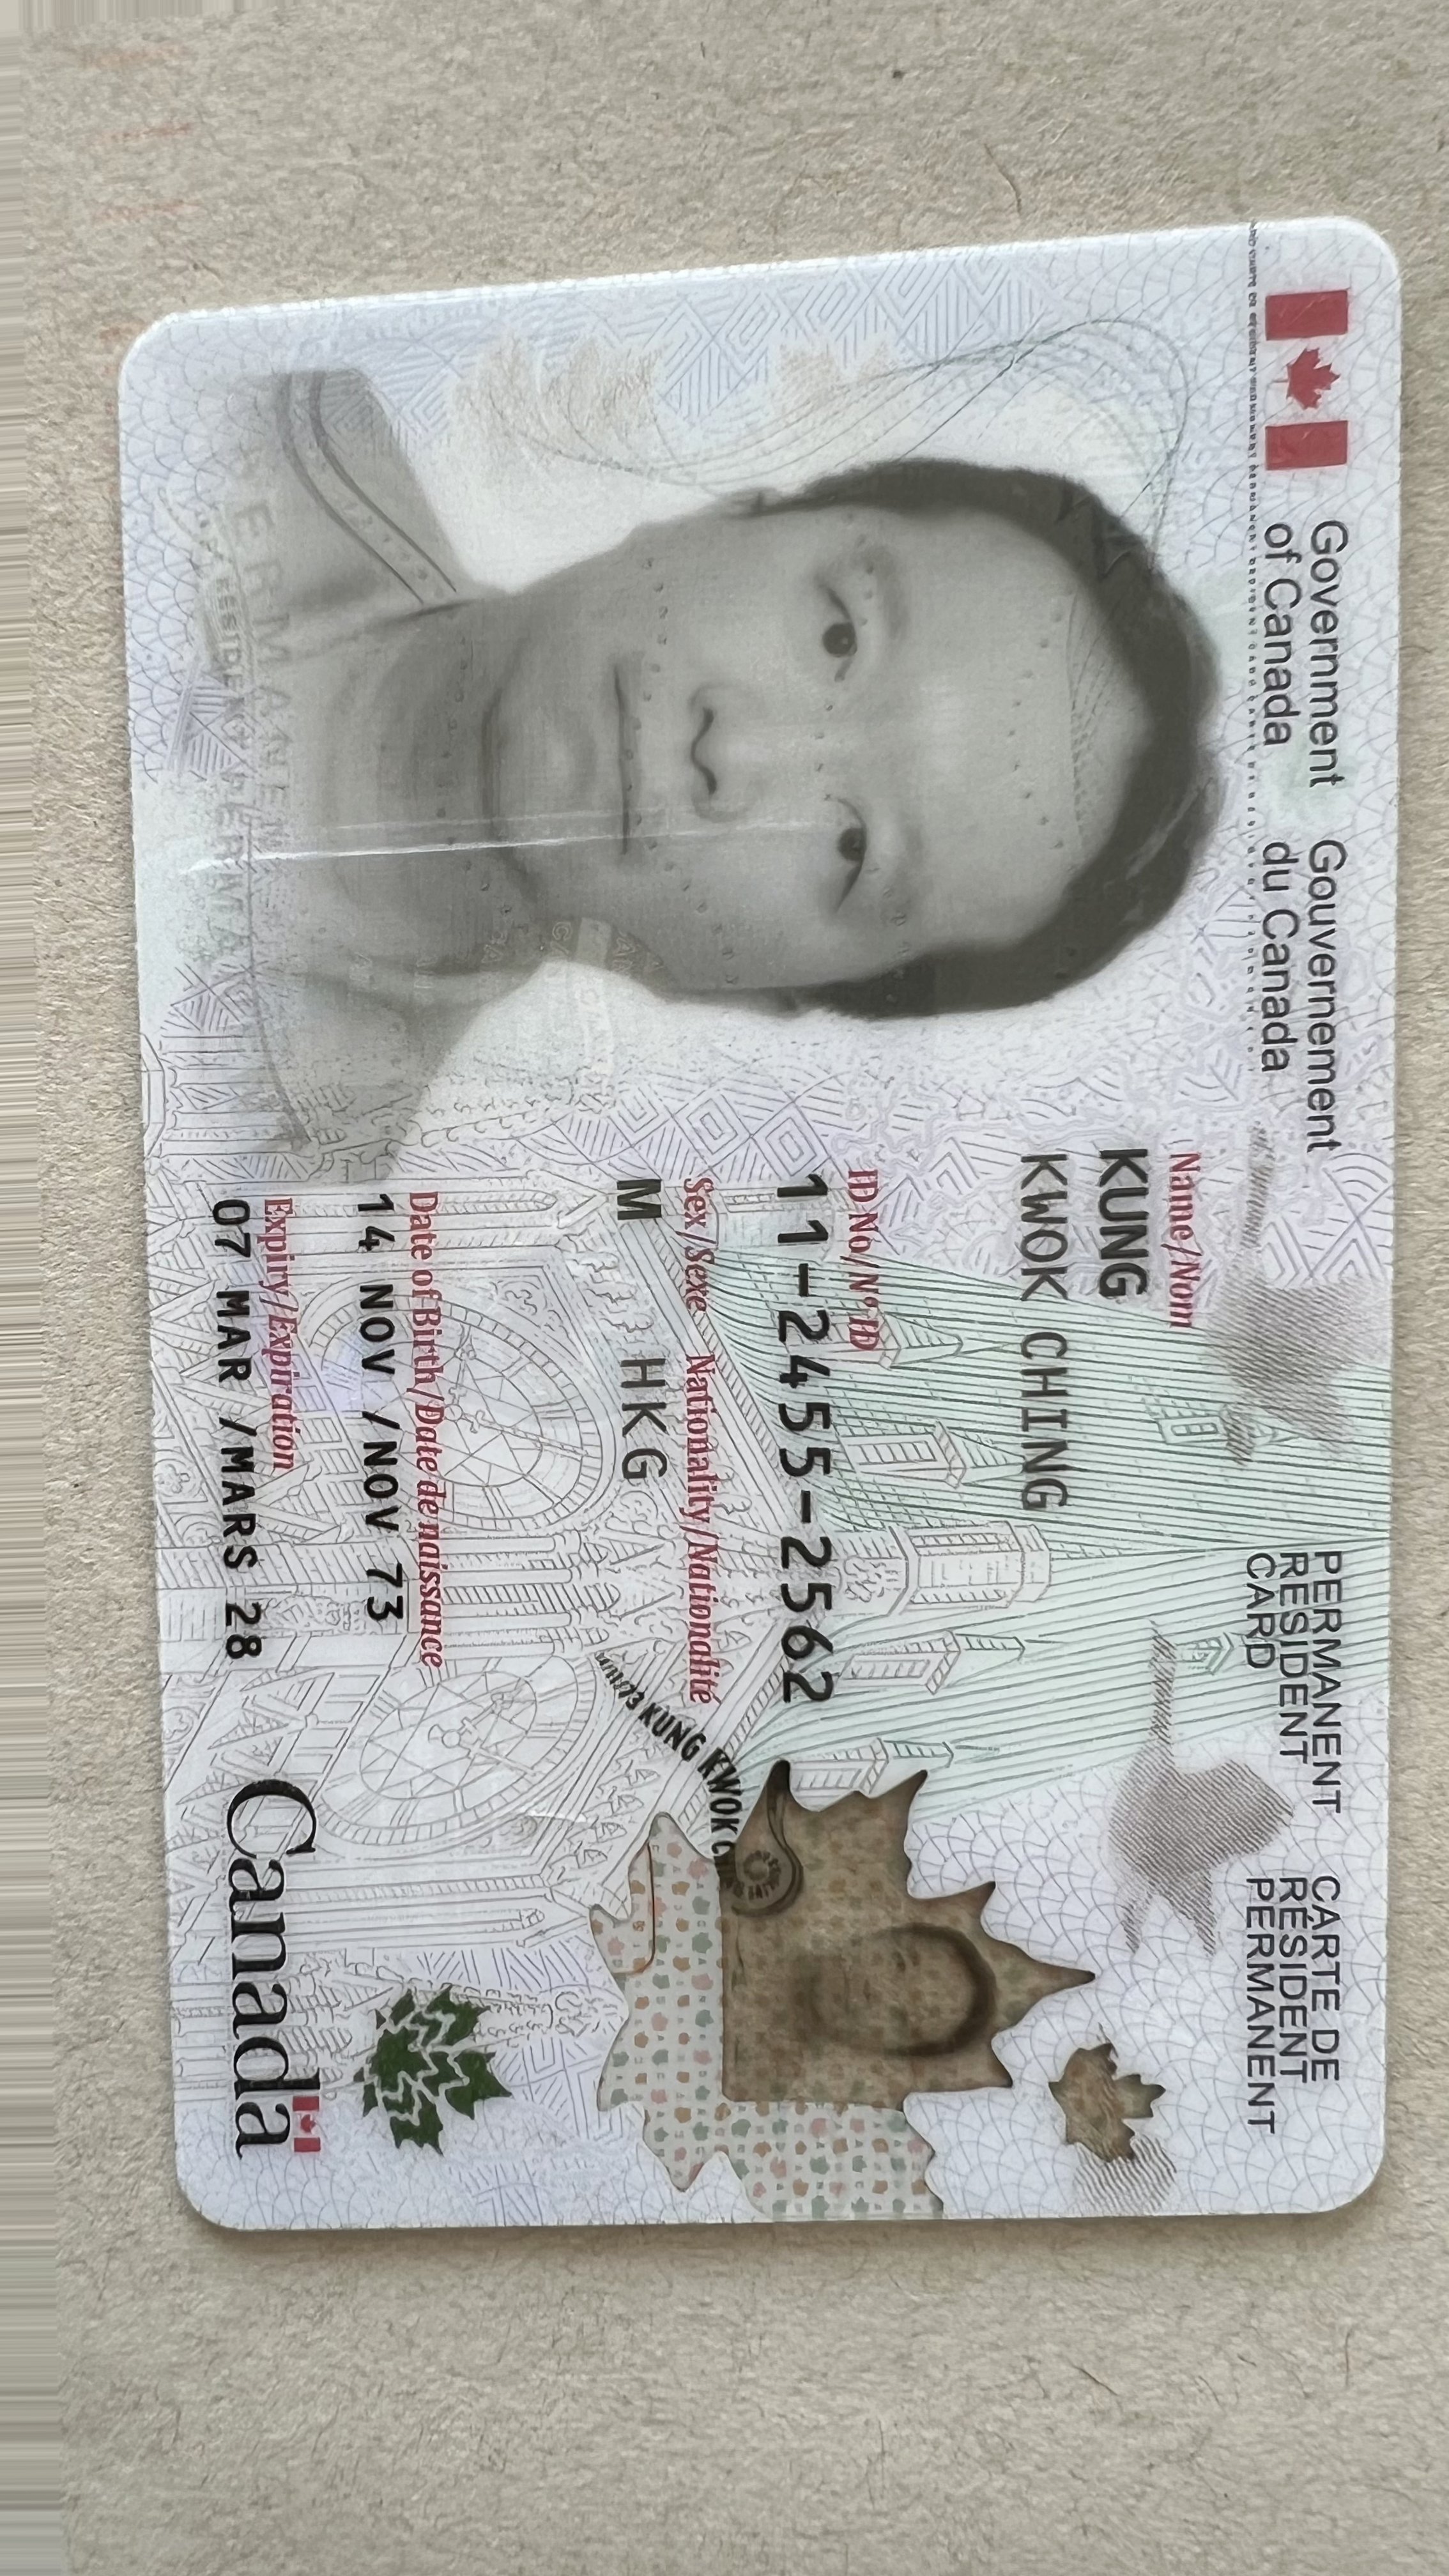 Government
of Canada
Gouvernement
du Canada
PERMANENT
RESIDENT
CARD
CARTE DE
RÉSIDENT
PERMANENT
Name/Nom
KUNG
KWOK CHING
ID No/Nº ID
11-2455-2562
Sex/Sexe Nationality/Nationalité
M HKG
Date of Birth/Date de naissance
14 NOV /NOV 73
Expiry/Expiration
07 MAR /MARS 28
KUNG KWOK
Canada